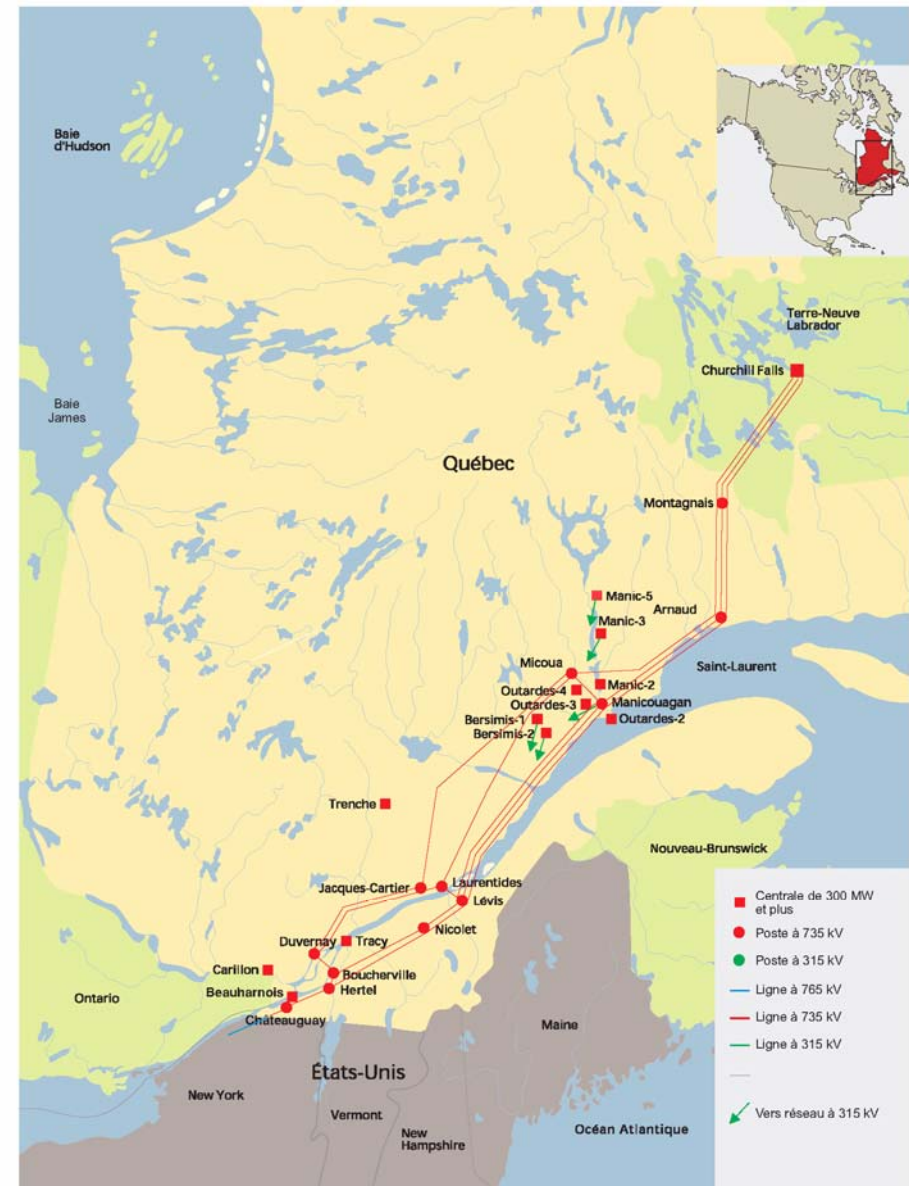 Baie
d'Hudson
Terre-Neuve
Labrador
Churchill Falls
Baie
James
Québec
Montagnais
Manic-5
Arnaud
Manic-3
Saint-Laurent
Micoua
Manic-2
Outardes-4
Outardes-3
Manicouagan
Bersimis-1
Outardes-2
Bersimis-2
Trenche
Nouveau-Brunswick
Jacques-Cartier
Laurentides
Lévis
Nicolet
Duvernay
Tracy
Carillon
Boucherville
Beauharnois
Hertel
Ontario
Châteauguay
Maine
États-Unis
New York
Vermont
New
Hampshire
Océan Atlantique
Centrale de 300 MW
et plus
Poste à 735 kV
Poste à 315 kV
Ligne à 765 kV
Ligne à 735 kV
Ligne à 315 kV
Vers réseau à 315 kV